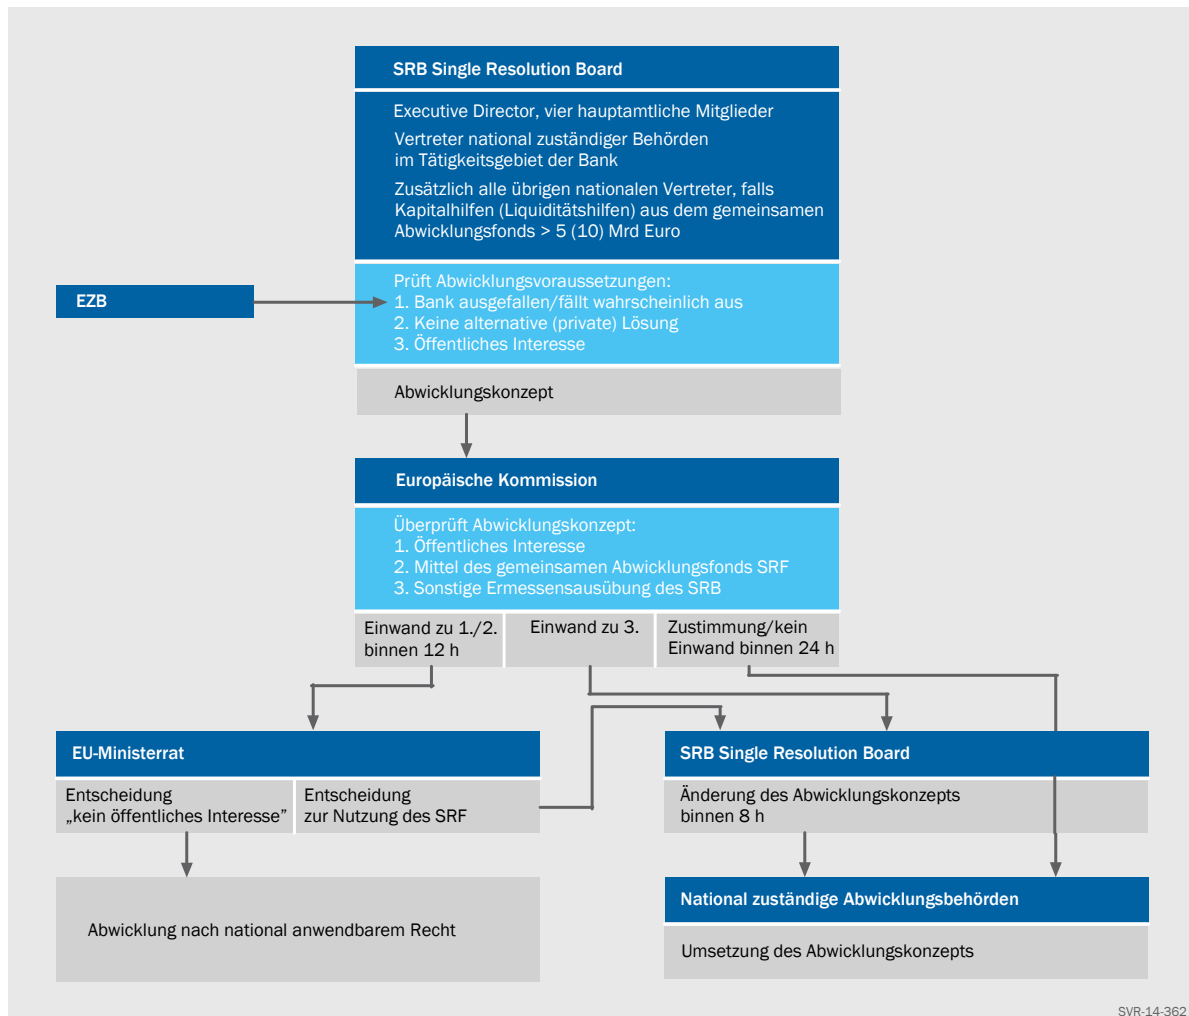 SRB Single Resolution Board
Executive Director, vier hauptamtliche Mitglieder
Vertreter national zuständiger Behörden
im Tätigkeitsgebiet der Bank
Zusätzlich alle übrigen nationalen Vertreter, falls
Kapitalhilfen (Liquiditätshilfen) aus dem gemeinsamen
Abwicklungsfonds > 5 (10) Mrd Euro
EZB
Prüft Abwicklungsvoraussetzungen:
1. Bank ausgefallen/fällt wahrscheinlich aus
2. Keine alternative (private) Lösung
3. Öffentliches Interesse
Abwicklungskonzept
Europäische Kommission
Überprüft Abwicklungskonzept:
1. Öffentliches Interesse
2. Mittel des gemeinsamen Abwicklungsfonds SRF
3. Sonstige Ermessensausübung des SRB
Einwand zu 1./2.
binnen 12 h
Einwand zu 3.
Zustimmung/kein
Einwand binnen 24 h
EU-Ministerrat
Entscheidung
„kein öffentliches Interesse”
Entscheidung
zur Nutzung des SRF
SRB Single Resolution Board
Änderung des Abwicklungskonzepts
binnen 8 h
Abwicklung nach national anwendbarem Recht
National zuständige Abwicklungsbehörden
Umsetzung des Abwicklungskonzepts
SVR-14-362